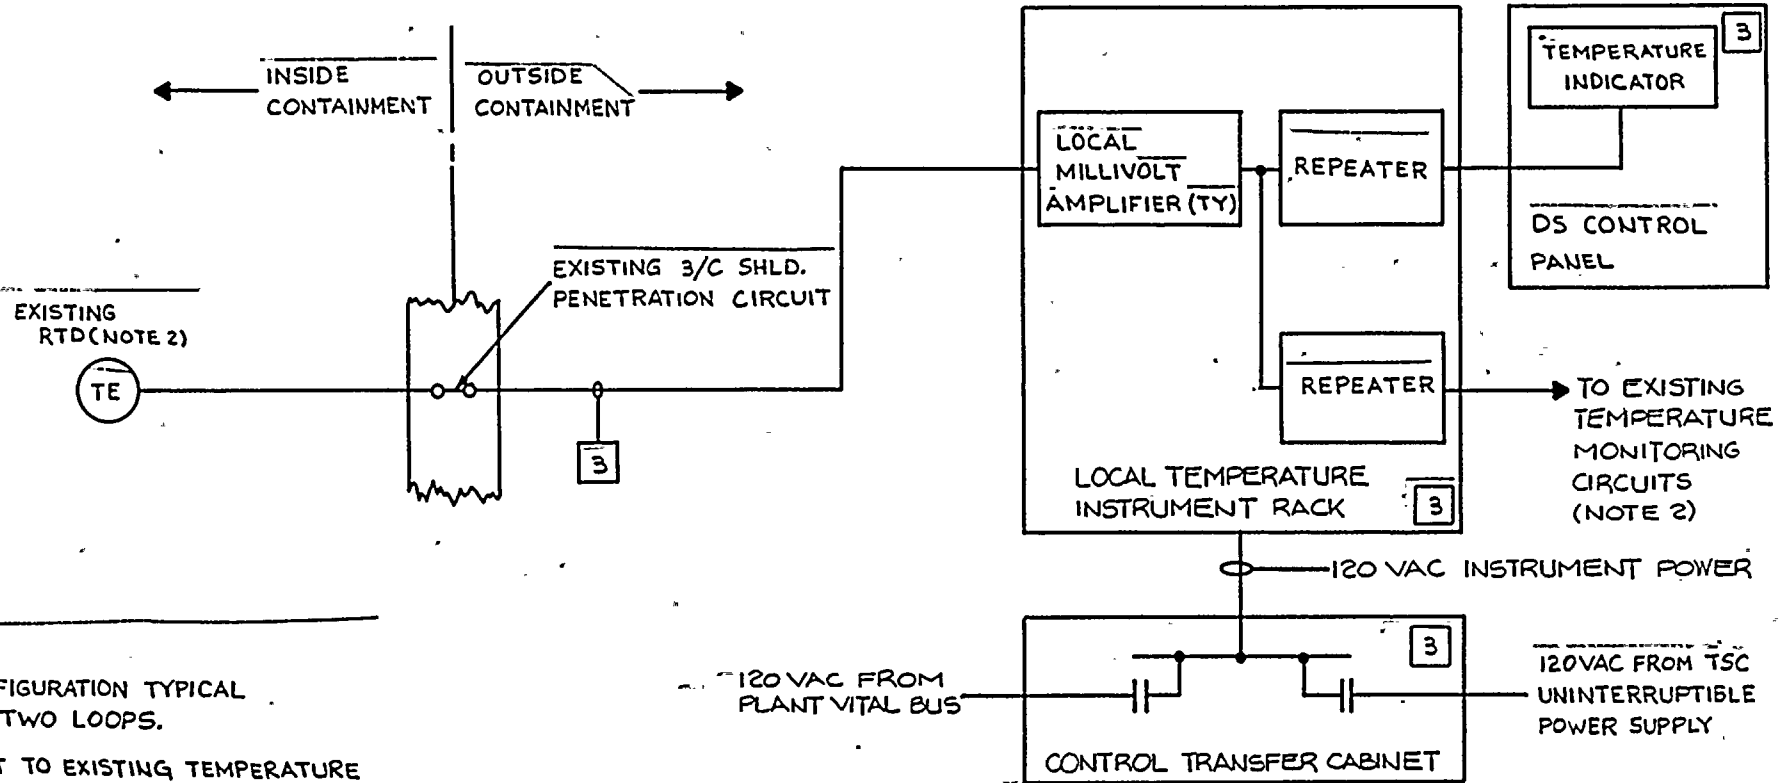 INSIDE
CONTAINMENT
OUTSIDE
CONTAINMENT
EXISTING
RTD (NOTE 2)
TE
EXISTING 3/C SHLD.
PENETRATION CIRCUIT
3
LOCAL
MILLIVOLT
AMPLIFIER (TY)
REPEATER
REPEATER
LOCAL TEMPERATURE
INSTRUMENT RACK
3
3
TEMPERATURE
INDICATOR
DS CONTROL
PANEL
TO EXISTING
TEMPERATURE
MONITORING
CIRCUITS
(NOTE 2)
120 VAC INSTRUMENT POWER
3
120 VAC FROM
PLANT VITAL BUS
120VAC FROM TSC
UNINTERRUPTIBLE
POWER SUPPLY
CONTROL TRANSFER CABINET
FIGURATION TYPICAL
TWO LOOPS.
T TO EXISTING TEMPERATURE